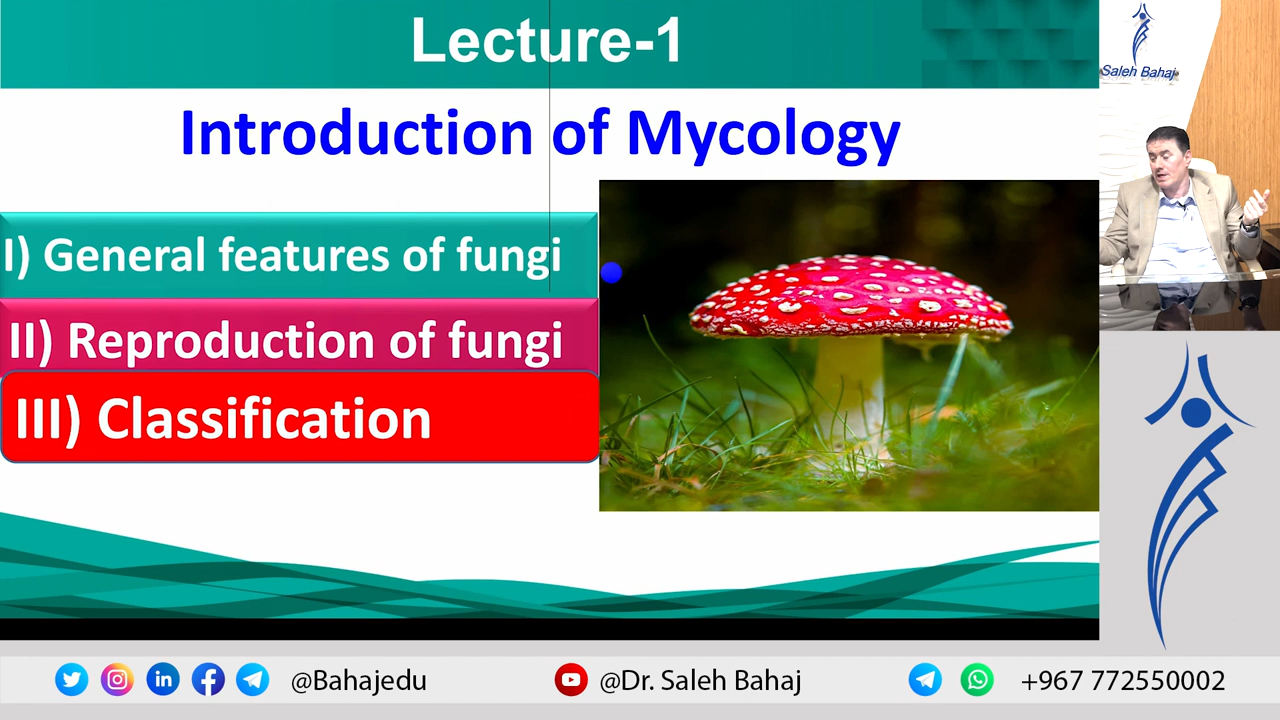 Lecture-1
Introduction of Mycology
I) General features of fungi
II) Reproduction of fungi
III) Classification
Saleh Bahaj
@Bahajedu
@Dr. Saleh Bahaj
+967 772550002